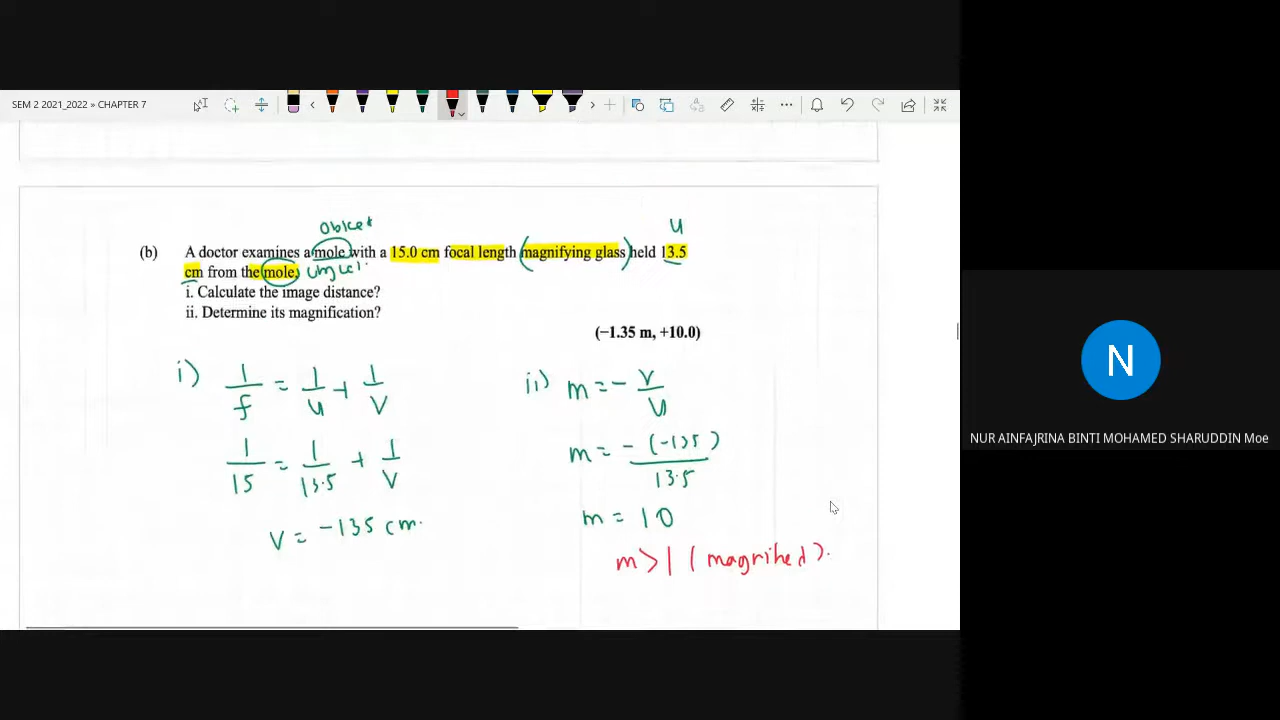 SEM 2 2021_2022 » CHAPTER 7
object
u
(b) A doctor examines a mole with a 15.0 cm focal length (magnifying glass) held 13.5
cm from the mole.
i. Calculate the image distance?
ii. Determine its magnification?
(−1.35 m, +10.0)
i) 1/f = 1/u + 1/v
1/15 = 1/13.5 + 1/v
v = -135 cm.
ii) m = - v/u
m = -(-135)/13.5
m = 10
m > 1 (magnified).
N
NUR AINFAJRINA BINTI MOHAMED SHARUDDIN Moe